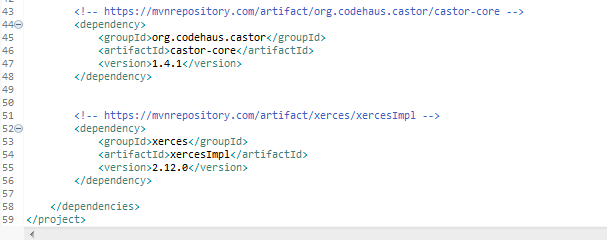 43 <!-- https://mvnrepository.com/artifact/org.codehaus.castor/castor-core -->
44 <dependency>
45 <groupId>org.codehaus.castor</groupId>
46 <artifactId>castor-core</artifactId>
47 <version>1.4.1</version>
48 </dependency>
49
50
51 <!-- https://mvnrepository.com/artifact/xerces/xercesImpl -->
52 <dependency>
53 <groupId>xerces</groupId>
54 <artifactId>xercesImpl</artifactId>
55 <version>2.12.0</version>
56 </dependency>
57
58 </dependencies>
59 </project>